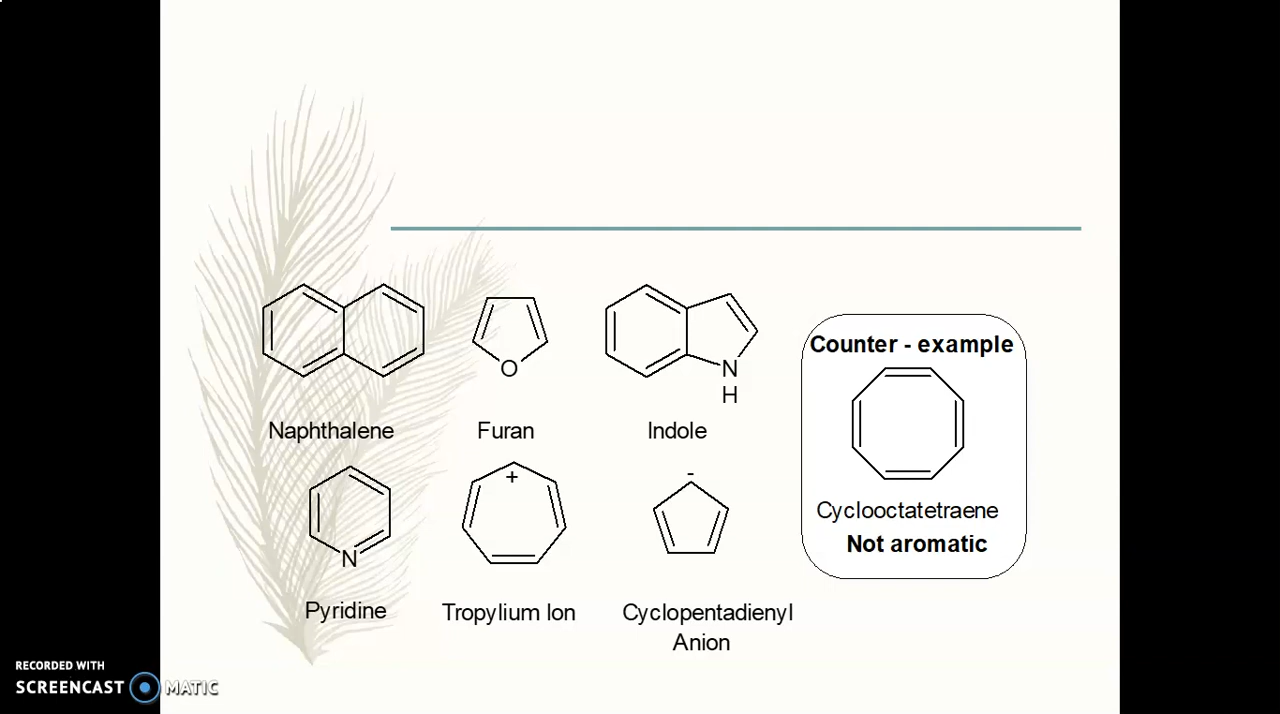 O
N
H
Naphthalene
Furan
Indole
Counter - example
+
-
N
Cyclooctatetraene
Not aromatic
Pyridine
Tropylium Ion
Cyclopentadienyl
Anion
RECORDED WITH
SCREENCAST MATIC